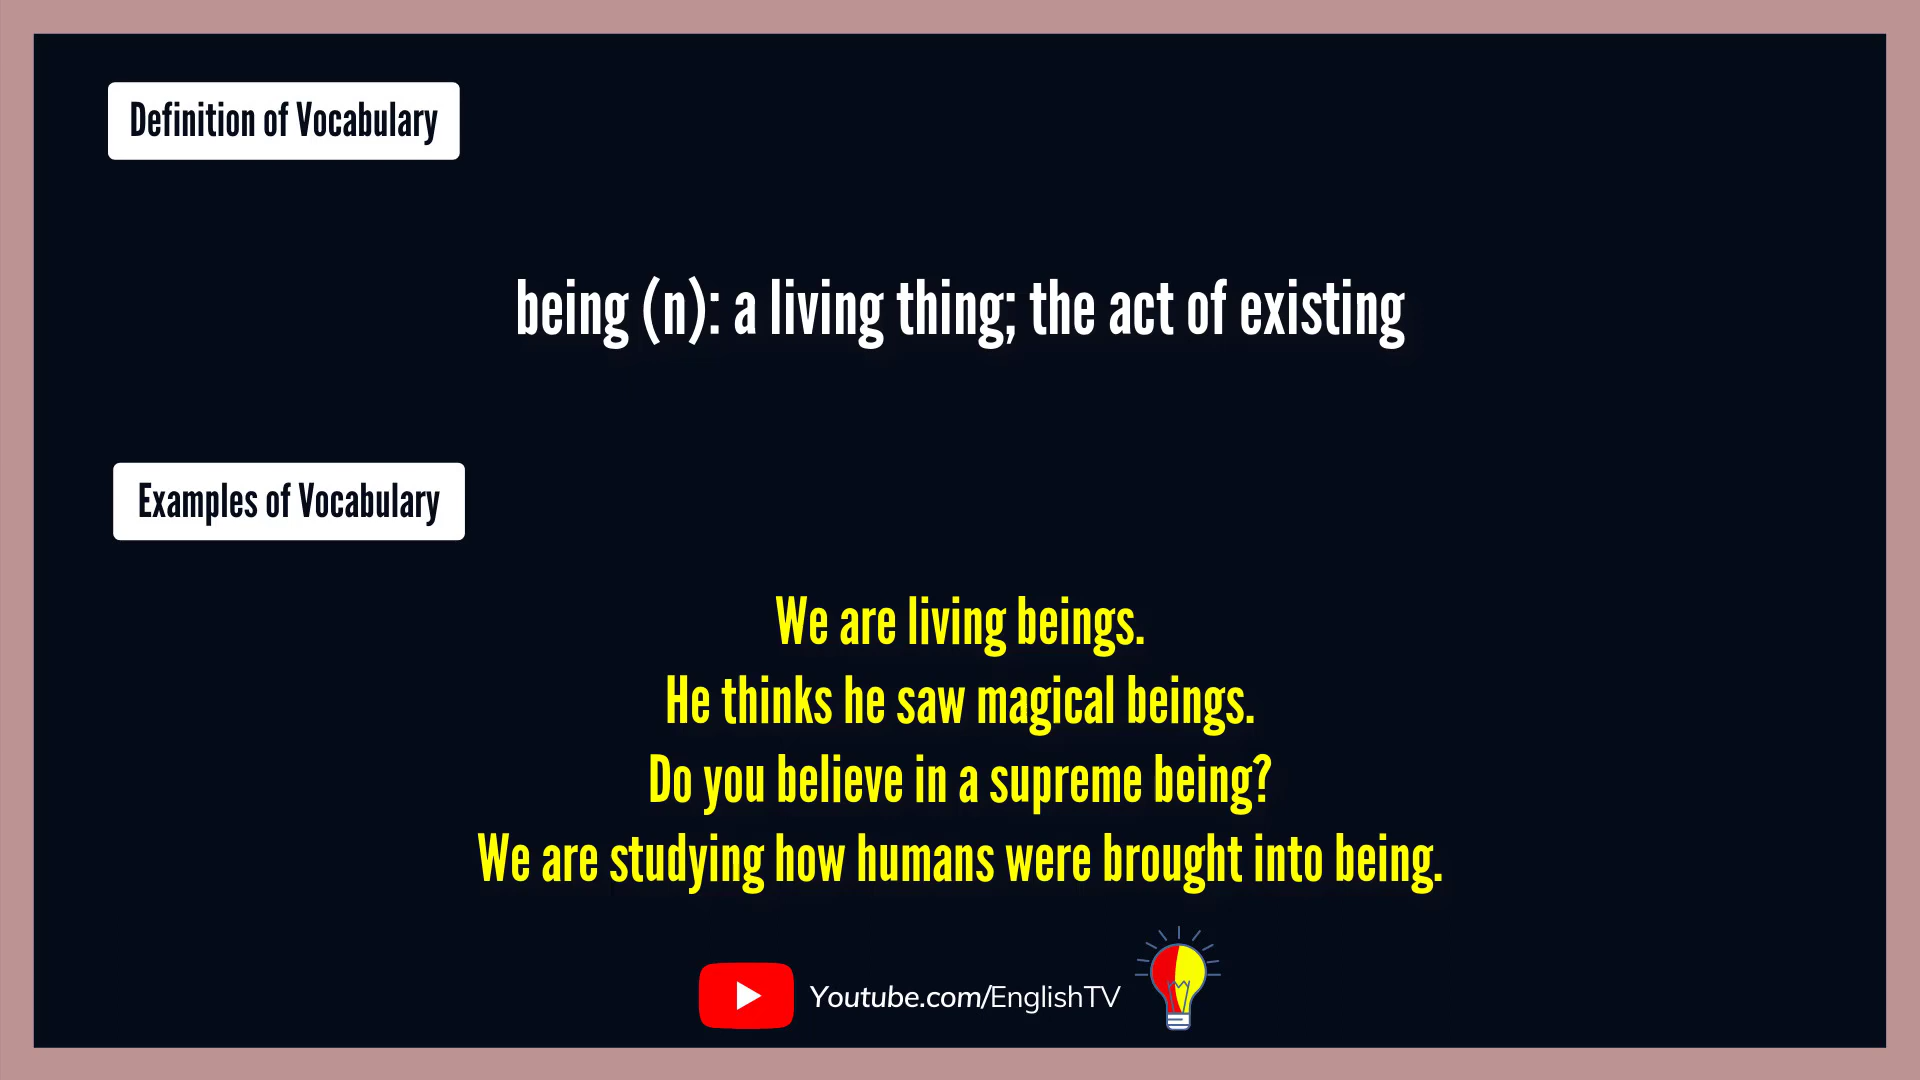 Definition of Vocabulary
being (n): a living thing; the act of existing
Examples of Vocabulary
We are living beings.
He thinks he saw magical beings.
Do you believe in a supreme being?
We are studying how humans were brought into being.
Youtube.com/EnglishTV